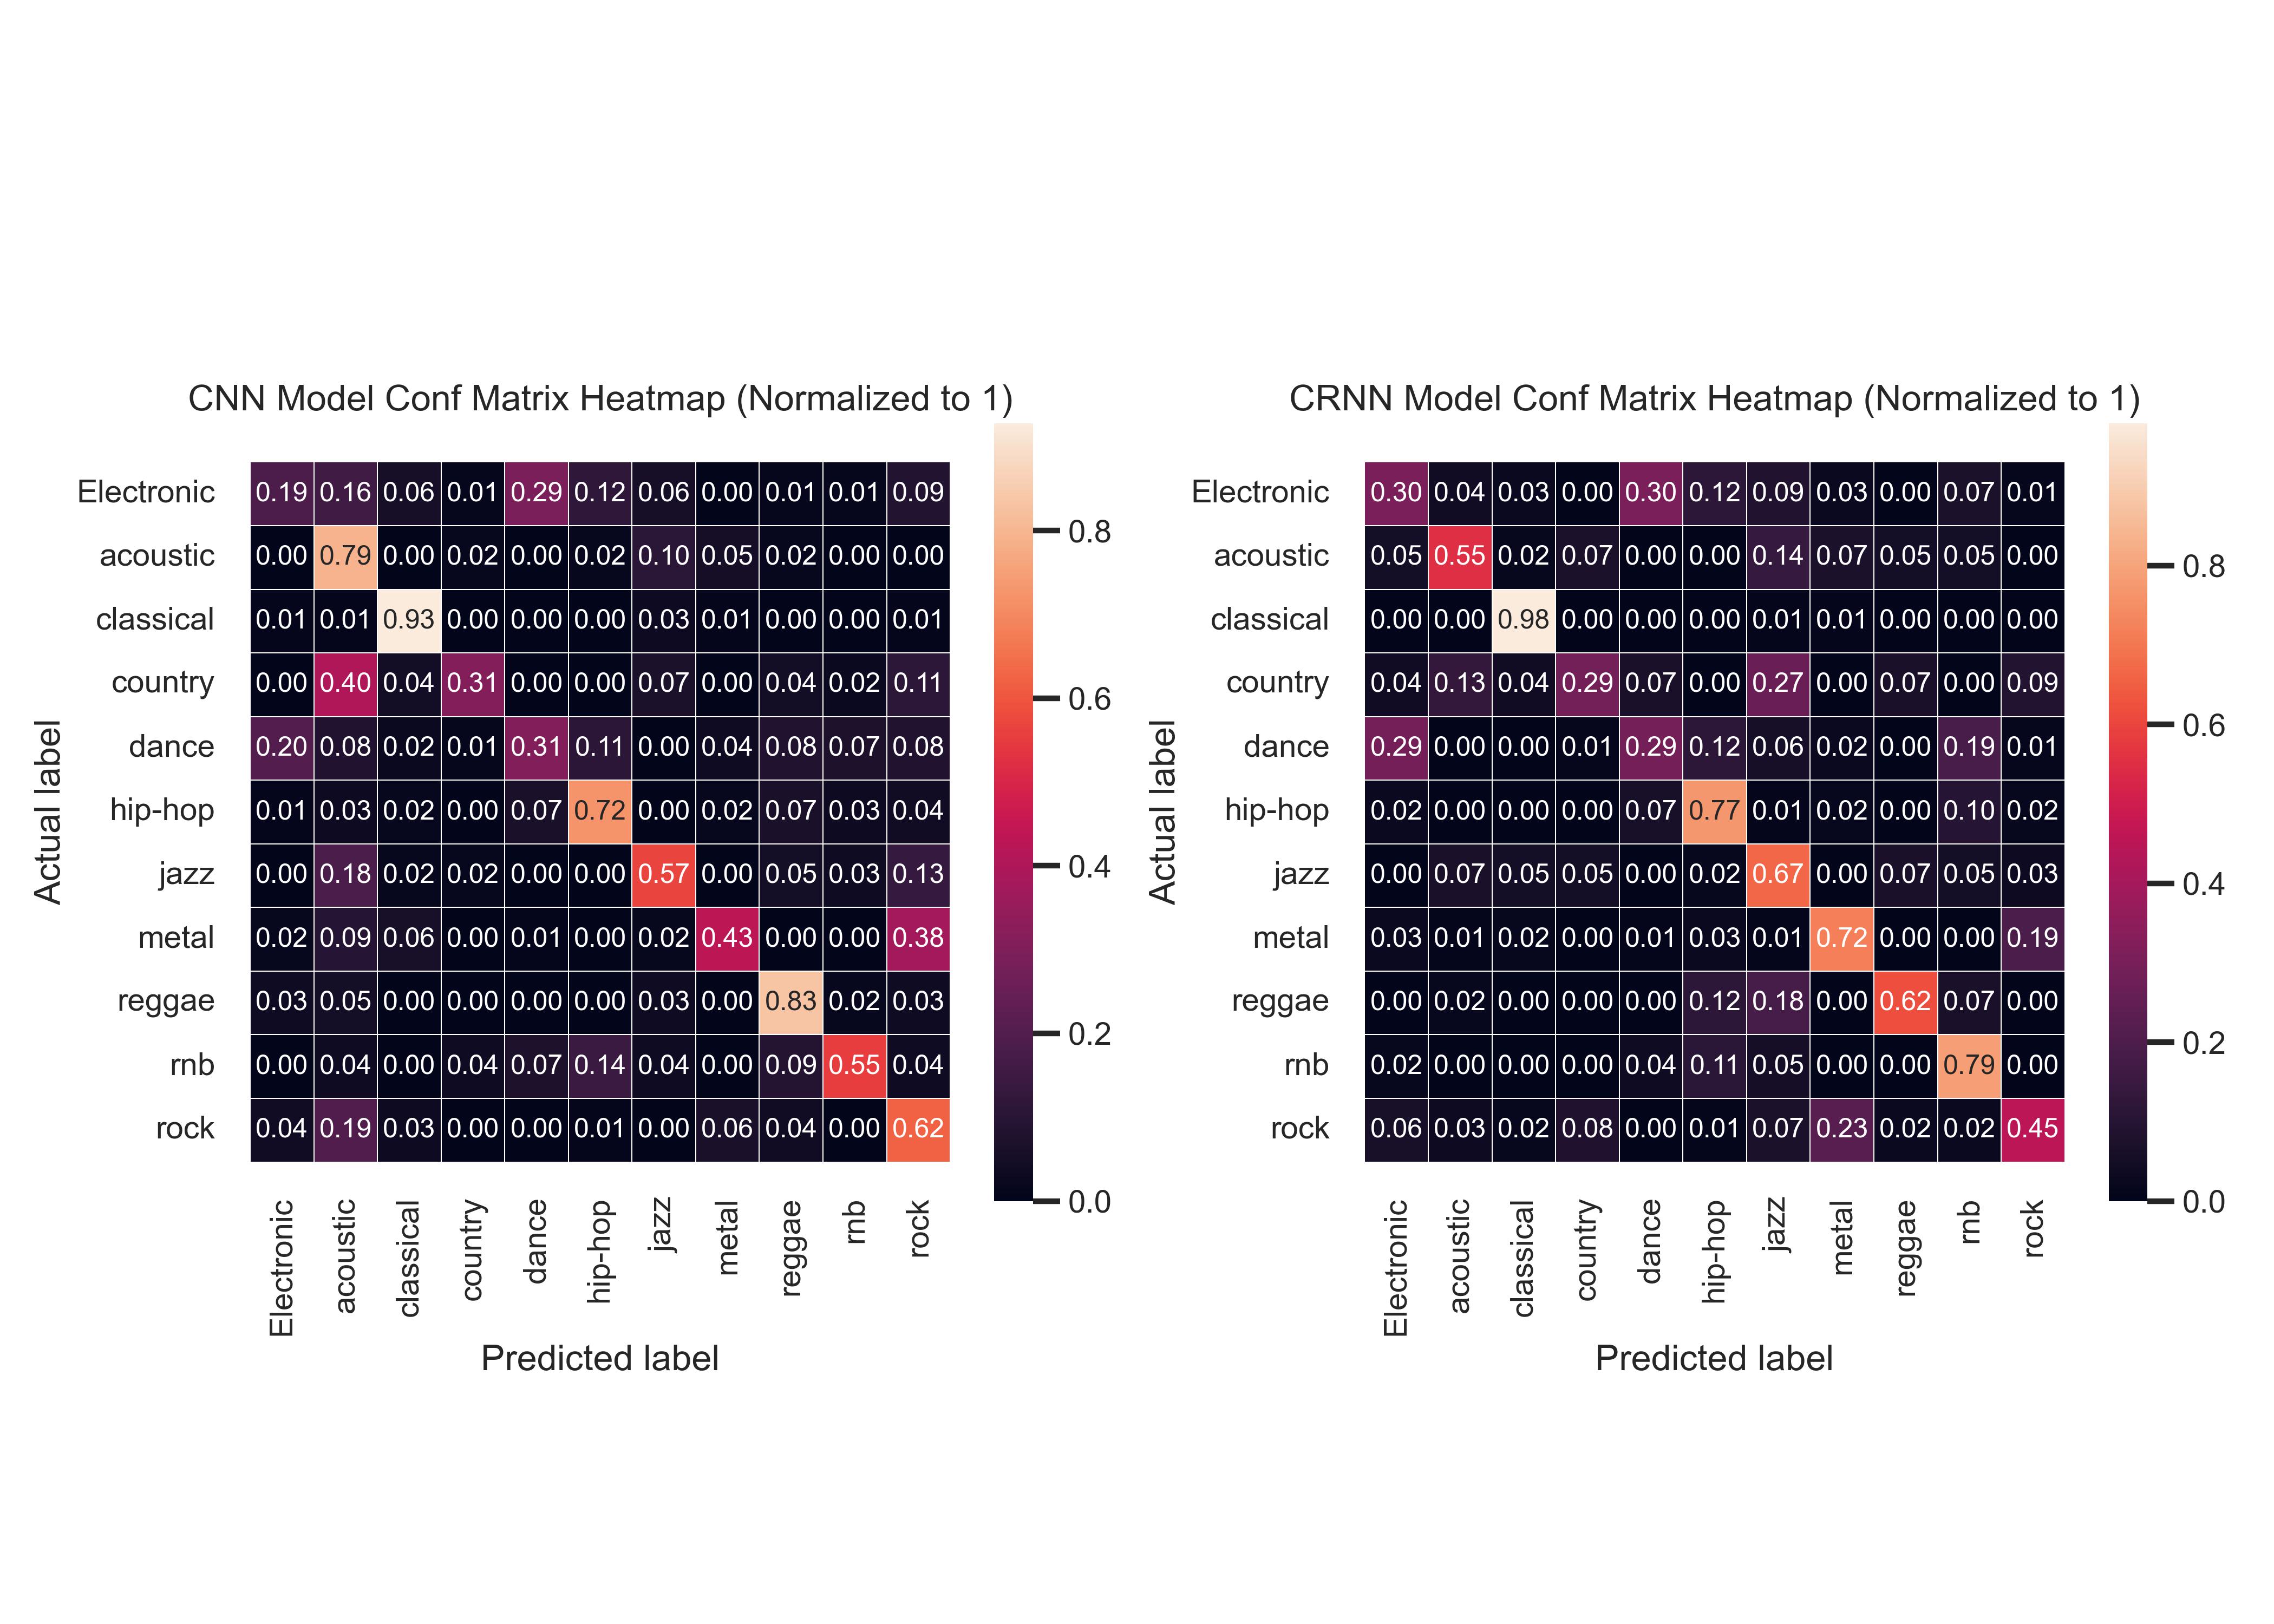 CNN Model Conf Matrix Heatmap (Normalized to 1)
Actual label
Electronic 0.19 0.16 0.06 0.01 0.29 0.12 0.06 0.00 0.01 0.01 0.09
acoustic 0.00 0.79 0.00 0.02 0.00 0.02 0.10 0.05 0.02 0.00 0.00
classical 0.01 0.01 0.93 0.00 0.00 0.00 0.03 0.01 0.00 0.00 0.01
country 0.00 0.40 0.04 0.31 0.00 0.00 0.07 0.00 0.04 0.02 0.11
dance 0.20 0.08 0.02 0.01 0.31 0.11 0.00 0.04 0.08 0.07 0.08
hip-hop 0.01 0.03 0.02 0.00 0.07 0.72 0.00 0.02 0.07 0.03 0.04
jazz 0.00 0.18 0.02 0.02 0.00 0.00 0.57 0.00 0.05 0.03 0.13
metal 0.02 0.09 0.06 0.00 0.01 0.00 0.02 0.43 0.00 0.00 0.38
reggae 0.03 0.05 0.00 0.00 0.00 0.00 0.03 0.00 0.83 0.02 0.03
rnb 0.00 0.04 0.00 0.04 0.07 0.14 0.04 0.00 0.09 0.55 0.04
rock 0.04 0.19 0.03 0.00 0.00 0.01 0.00 0.06 0.04 0.00 0.62
Electronic acoustic classical country dance hip-hop jazz metal reggae rnb rock
Predicted label
0.8
0.6
0.4
0.2
0.0
CRNN Model Conf Matrix Heatmap (Normalized to 1)
Actual label
Electronic 0.30 0.04 0.03 0.00 0.30 0.12 0.09 0.03 0.00 0.07 0.01
acoustic 0.05 0.55 0.02 0.07 0.00 0.00 0.14 0.07 0.05 0.05 0.00
classical 0.00 0.00 0.98 0.00 0.00 0.00 0.01 0.01 0.00 0.00 0.00
country 0.04 0.13 0.04 0.29 0.07 0.00 0.27 0.00 0.07 0.00 0.09
dance 0.29 0.00 0.00 0.01 0.29 0.12 0.06 0.02 0.00 0.19 0.01
hip-hop 0.02 0.00 0.00 0.00 0.07 0.77 0.01 0.02 0.00 0.10 0.02
jazz 0.00 0.07 0.05 0.05 0.00 0.02 0.67 0.00 0.07 0.05 0.03
metal 0.03 0.01 0.02 0.00 0.01 0.03 0.01 0.72 0.00 0.00 0.19
reggae 0.00 0.02 0.00 0.00 0.00 0.12 0.18 0.00 0.62 0.07 0.00
rnb 0.02 0.00 0.00 0.00 0.04 0.11 0.05 0.00 0.00 0.79 0.00
rock 0.06 0.03 0.02 0.08 0.00 0.01 0.07 0.23 0.02 0.02 0.45
Electronic acoustic classical country dance hip-hop jazz metal reggae rnb rock
Predicted label
0.8
0.6
0.4
0.2
0.0